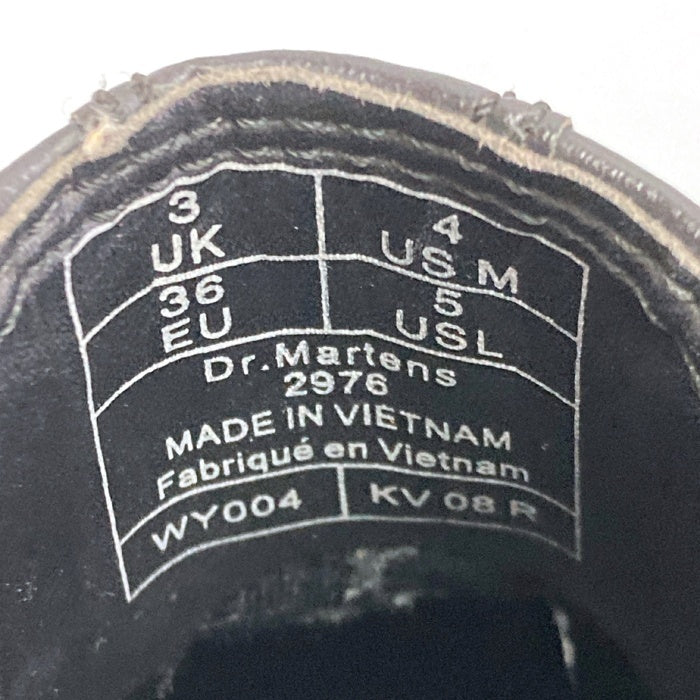 3
UK
4
US M
36
EU
5
USL
Dr.Martens
2976
MADE IN VIETNAM
Fabriqué en Vietnam
WY004
KV 08 R